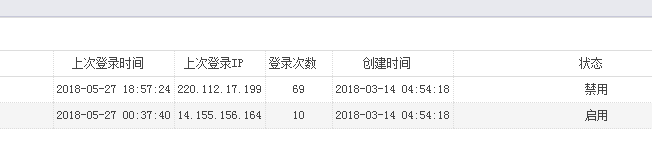 上次登录时间 上次登录IP 登录次数 创建时间 状态
2018-05-27 18:57:24 220.112.17.199 69 2018-03-14 04:54:18 禁用
2018-05-27 00:37:40 14.155.156.164 10 2018-03-14 04:54:18 启用